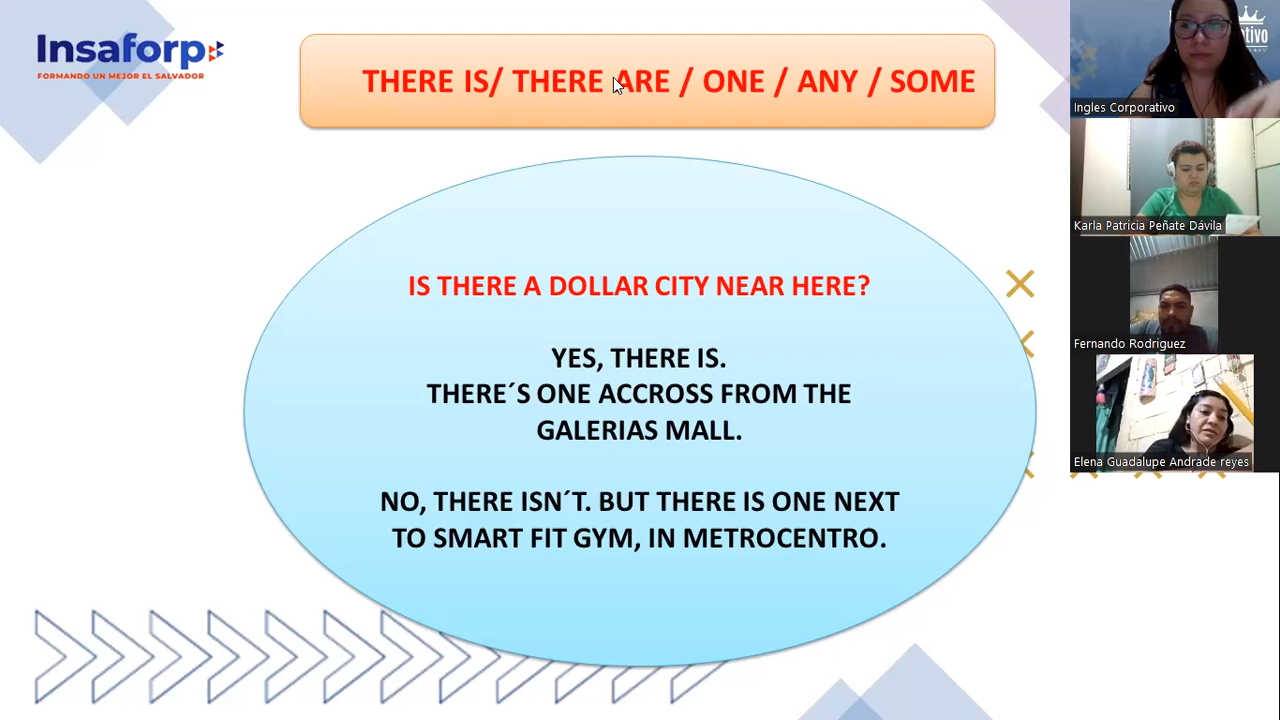 Insaforp
FORMANDO UN MEJOR EL SALVADOR
THERE IS/ THERE ARE / ONE / ANY / SOME
IS THERE A DOLLAR CITY NEAR HERE?
YES, THERE IS.
THERE´S ONE ACCROSS FROM THE
GALERIAS MALL.
NO, THERE ISN´T. BUT THERE IS ONE NEXT
TO SMART FIT GYM, IN METROCENTRO.
Ingles Corporativo
Karla Patricia Peñate Dávila
Fernando Rodriguez
Elena Guadalupe Andrade reyes